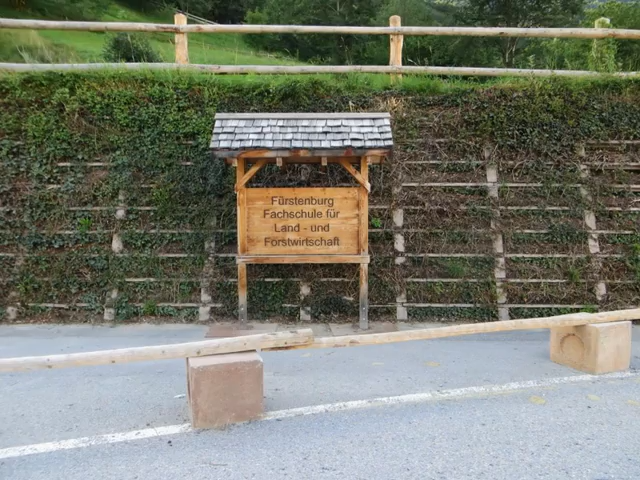 Fürstenburg
Fachschule für
Land - und
Forstwirtschaft